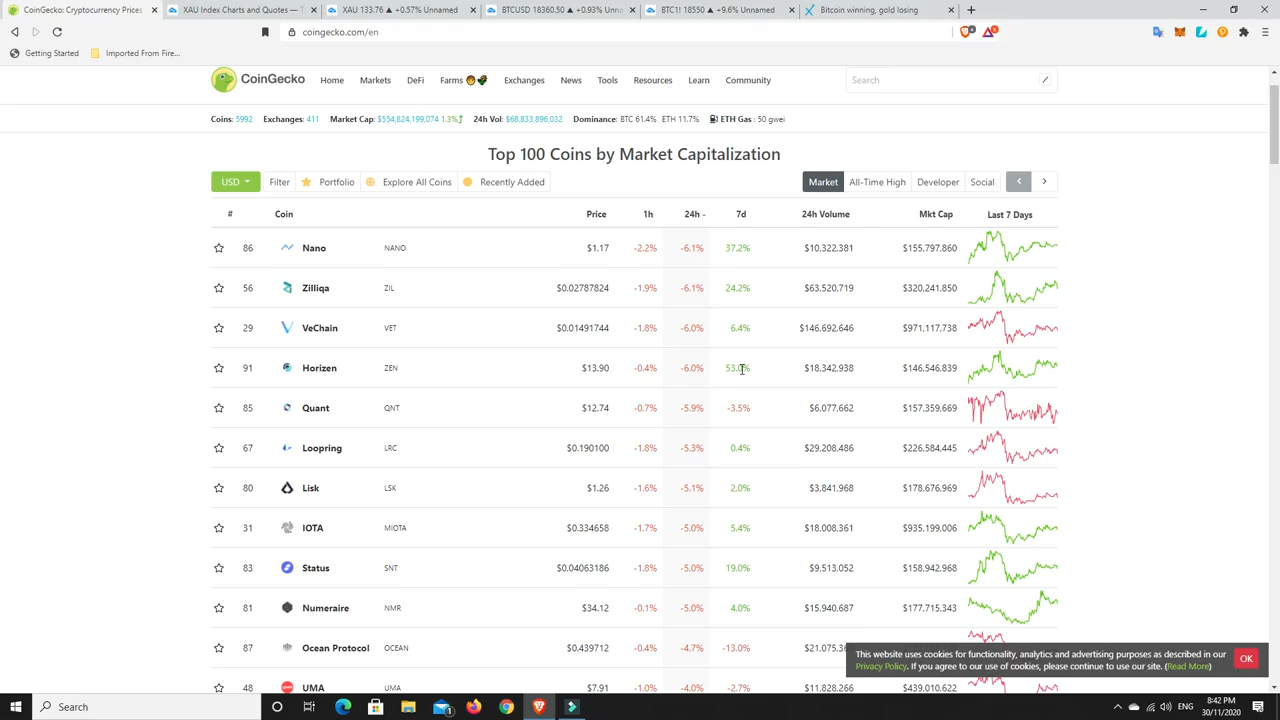 CoinGecko: Cryptocurrency Prices
XAU Index Charts and Quotes — T
XAU 133.76 ▲ +0.57% Unnamed
BTCUSD 18360.50 ▲ +0.93% Unna
BTC1! 18550 ▲ +9.6% Unnamed
Bitcoin winning, gold losing
coingecko.com/en
Getting Started
Imported From Fire...
CoinGecko
Home
Markets
DeFi
Farms
Exchanges
News
Tools
Resources
Learn
Community
Search
/
Coins: 5992 Exchanges: 411 Market Cap: $554,824,199,074 1.3% 24h Vol: $68,833,896,032 Dominance: BTC 61.4% ETH 11.7% ETH Gas : 50 gwei
Top 100 Coins by Market Capitalization
USD
Filter
Portfolio
Explore All Coins
Recently Added
Market
All-Time High
Developer
Social
# Coin Price 1h 24h 7d 24h Volume Mkt Cap Last 7 Days
86 Nano NANO $1.17 -2.2% -6.1% 37.2% $10,322,381 $155,797,860
56 Zilliqa ZIL $0.02787824 -1.9% -6.1% 24.2% $63,520,719 $320,241,850
29 VeChain VET $0.01491744 -1.8% -6.0% 6.4% $146,692,646 $971,117,738
91 Horizen ZEN $13.90 -0.4% -6.0% $18,342,938 $146,546,839
85 Quant QNT $12.74 -0.7% -5.9% -3.5% $6,077,662 $157,359,669
67 Loopring LRC $0.190100 -1.8% -5.3% 0.4% $29,208,486 $226,584,445
80 Lisk LSK $1.26 -1.6% -5.1% 2.0% $3,841,968 $178,676,969
31 IOTA MIOTA $0.334658 -1.7% -5.0% 5.4% $18,008,361 $935,199,006
83 Status SNT $0.04063186 -1.8% -5.0% 19.0% $9,513,052 $158,942,968
81 Numeraire NMR $34.12 -0.1% -5.0% 4.0% $15,940,687 $177,715,343
87 Ocean Protocol OCEAN $0.439712 -0.4% -4.7% -13.0%
48 UMA UMA $7.91 -1.0% -4.0% -2.7% $11,828,266 $439,010,622
This website uses cookies for functionality, analytics and advertising purposes as described in our
Privacy Policy. If you agree to our use of cookies, please continue to use our site. (Read More)
OK
Search
ENG
8:42 PM
30/11/2020